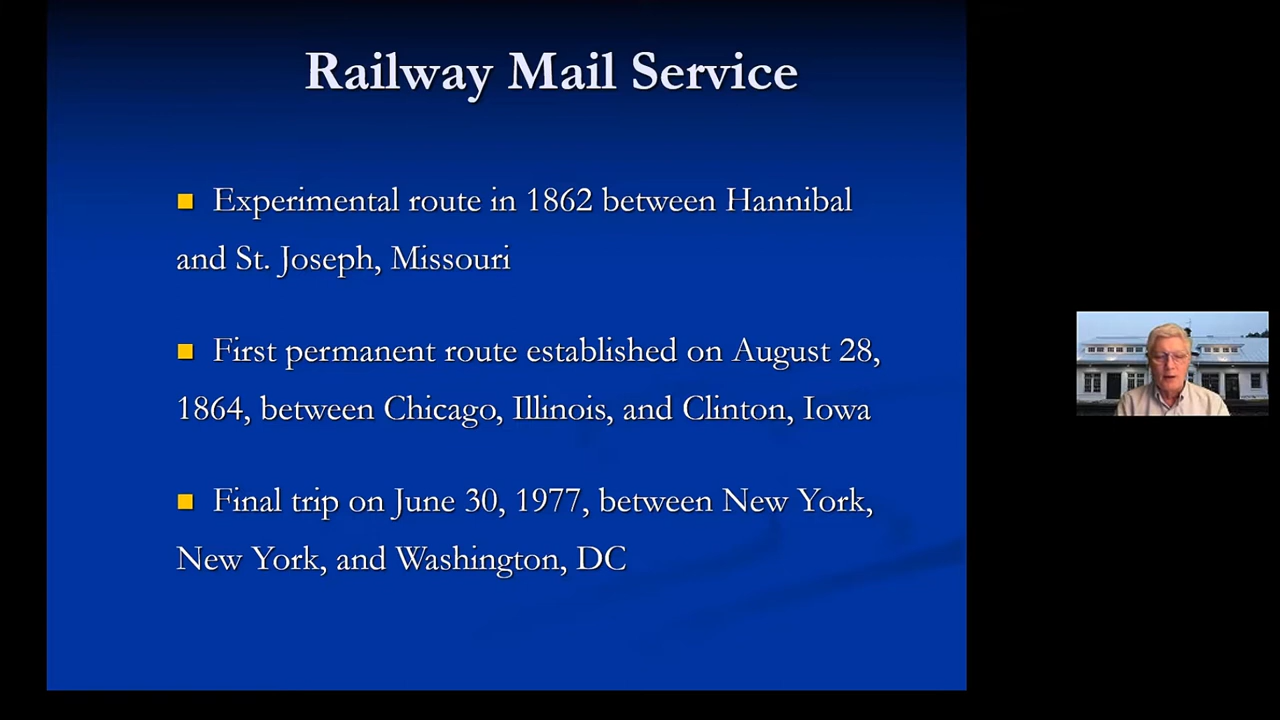 Railway Mail Service
Experimental route in 1862 between Hannibal
and St. Joseph, Missouri
First permanent route established on August 28,
1864, between Chicago, Illinois, and Clinton, Iowa
Final trip on June 30, 1977, between New York,
New York, and Washington, DC